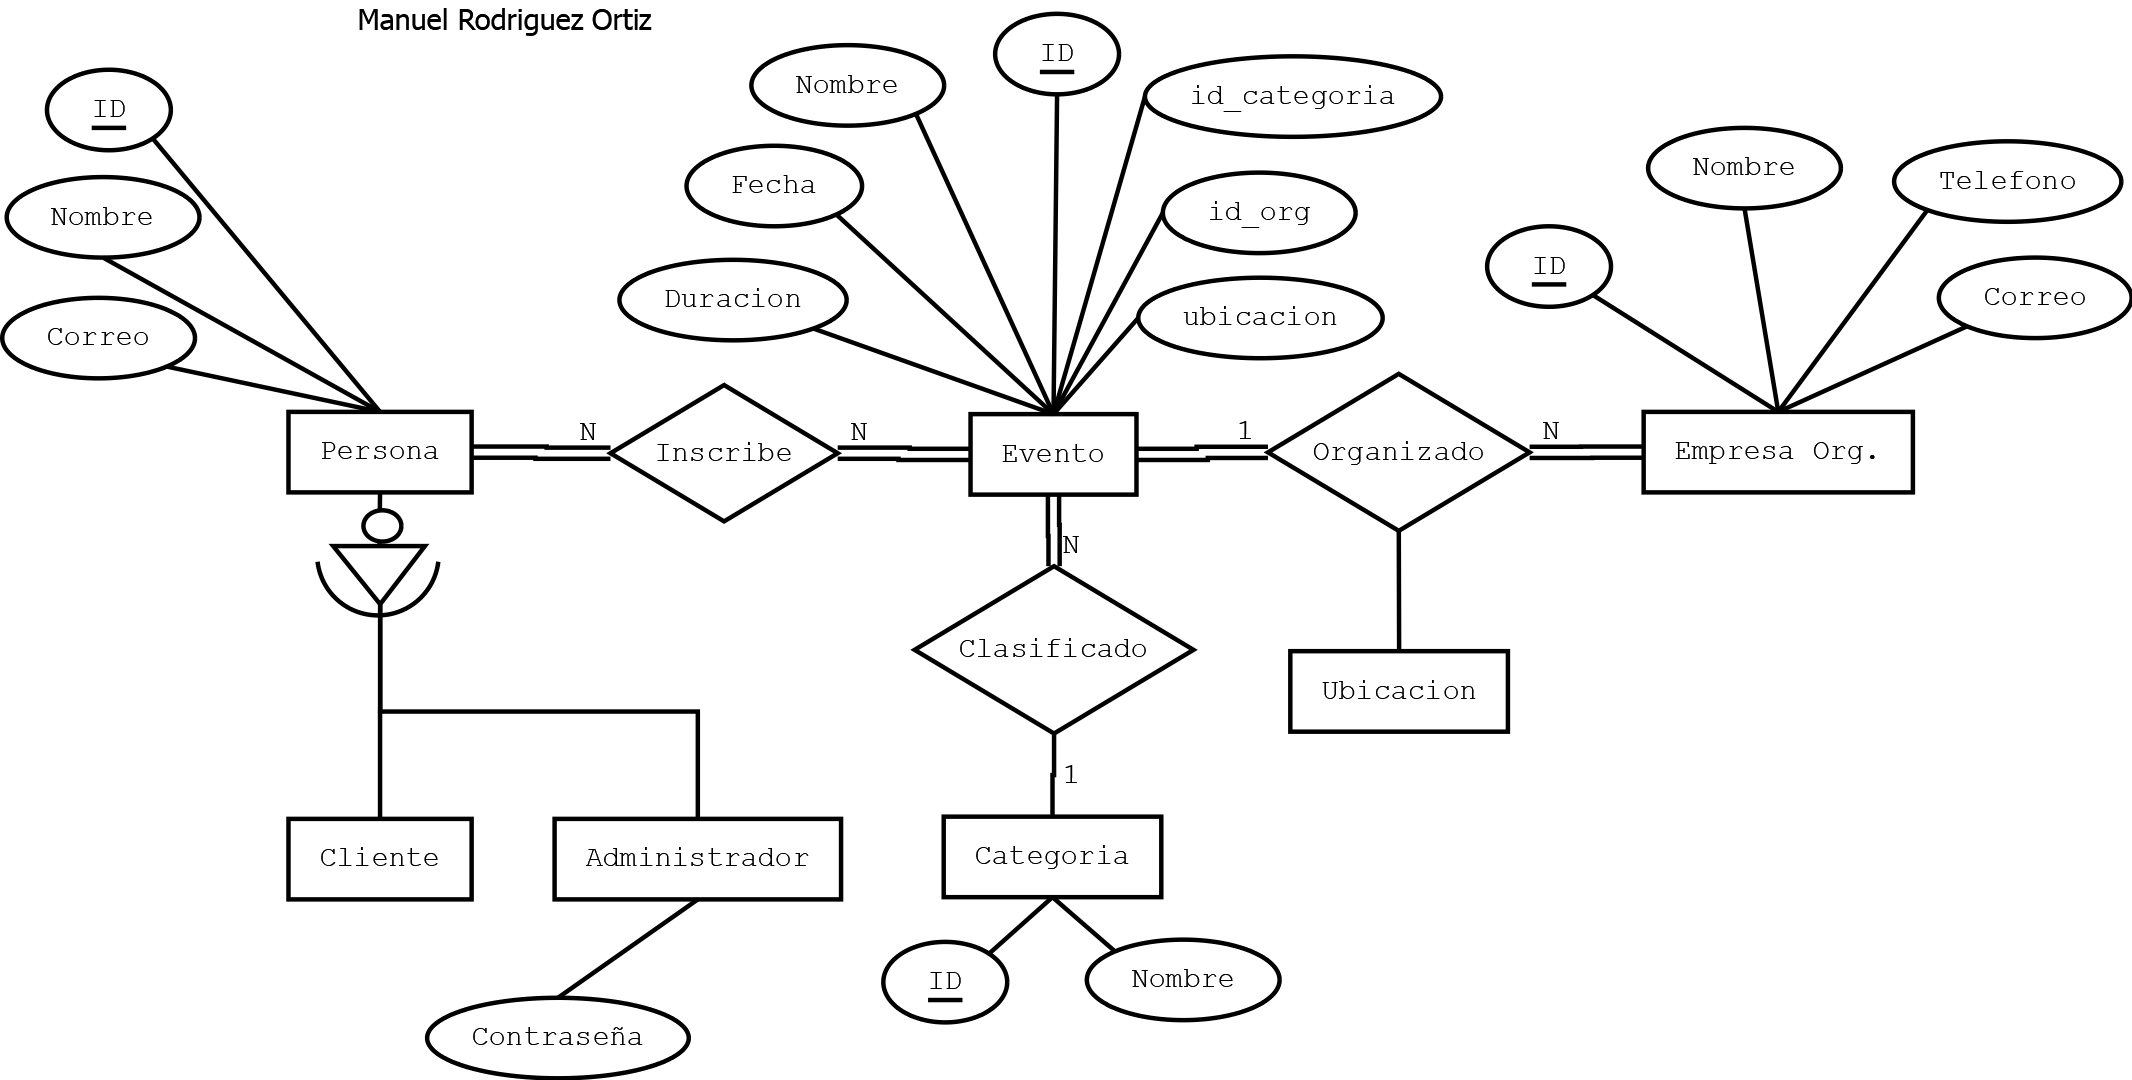 Manuel Rodriguez Ortiz
ID
Nombre
Correo
Nombre
ID
id_categoria
Fecha
id_org
Duracion
ubicacion
Nombre
Telefono
ID
Correo
Persona
N
Inscribe
N
Evento
1
Organizado
N
Empresa Org.
N
Clasificado
Ubicacion
1
Cliente
Administrador
Categoria
ID
Nombre
Contraseña